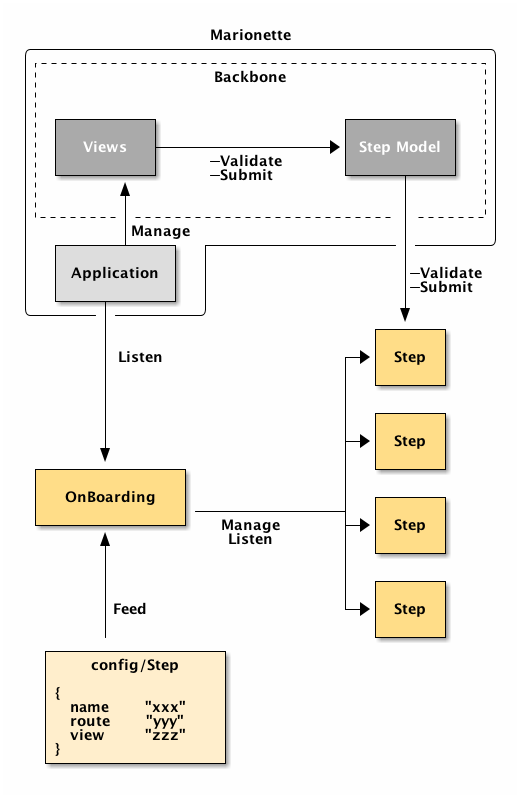 Marionette
Backbone
Views
Step Model
—Validate
—Submit
Manage
Application
—Validate
—Submit
Listen
Step
Step
OnBoarding
Manage
Listen
Step
Step
Feed
config/Step
{
name "xxx"
route "yyy"
view "zzz"
}